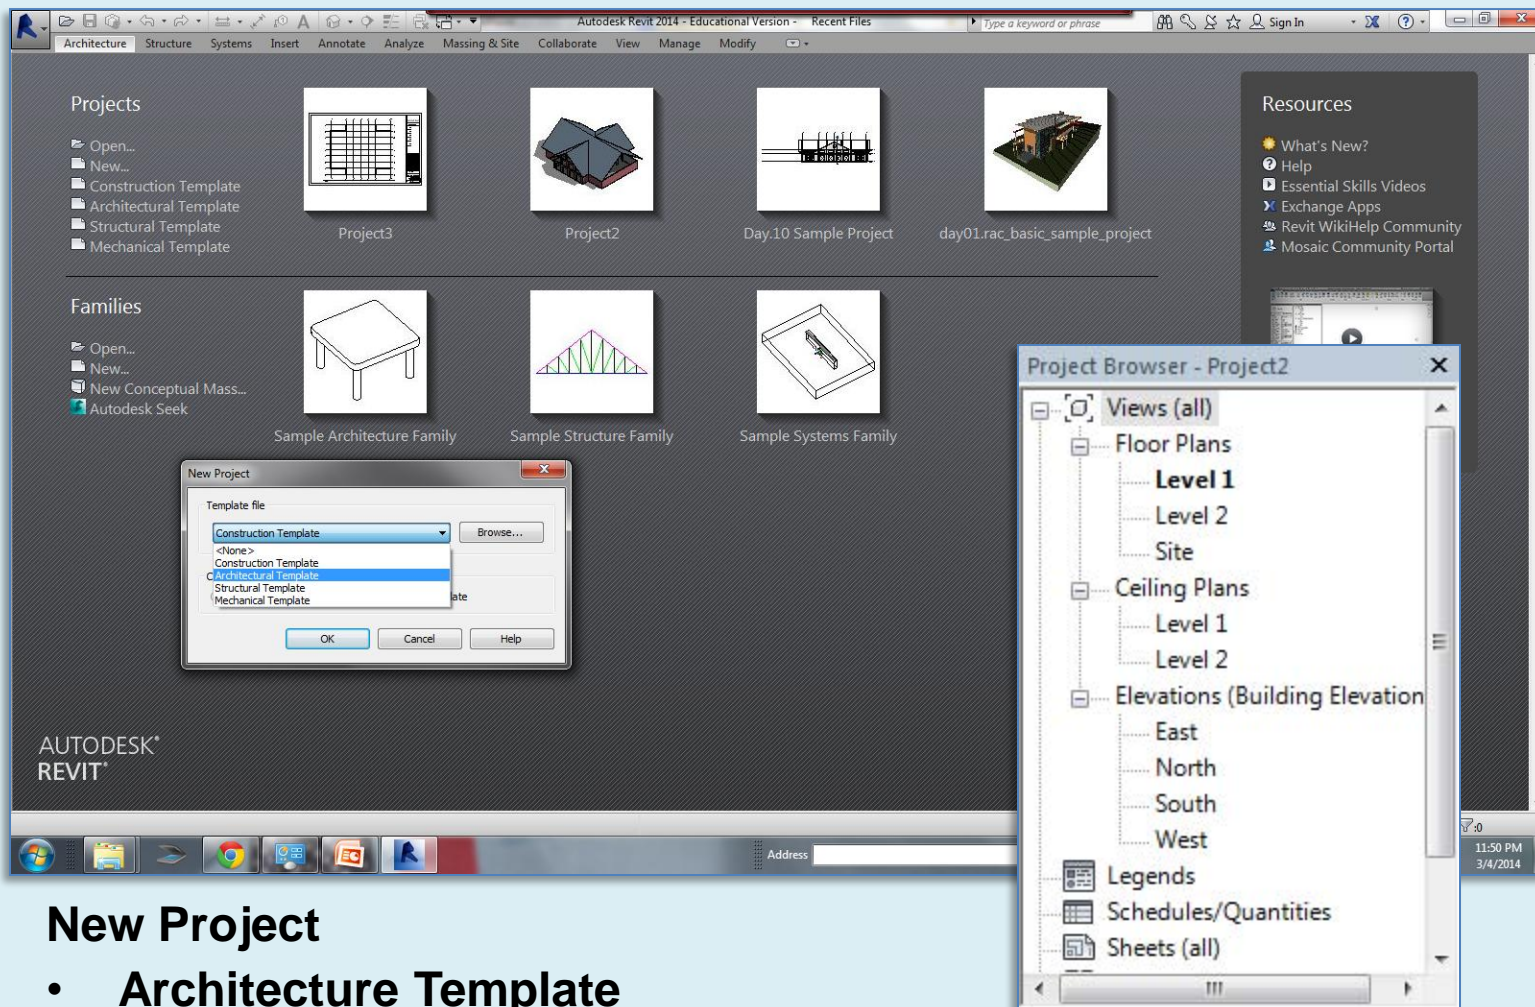 Autodesk Revit 2014 - Educational Version - Recent Files
Type a keyword or phrase
Sign In
Architecture Structure Systems Insert Annotate Analyze Massing & Site Collaborate View Manage Modify
Projects
Open...
New...
Construction Template
Architectural Template
Structural Template
Mechanical Template
Project3
Project2
Day.10 Sample Project
day01.rac_basic_sample_project
Resources
What's New?
Help
Essential Skills Videos
Exchange Apps
Revit WikiHelp Community
Mosaic Community Portal
Families
Open...
New...
New Conceptual Mass...
Autodesk Seek
Sample Architecture Family
Sample Structure Family
Sample Systems Family
New Project
Template file
Construction Template
Browse...
<None>
Construction Template
Architectural Template
Structural Template
Mechanical Template
late
OK
Cancel
Help
AUTODESK®
REVIT®
Address
:0
11:50 PM
3/4/2014
Project Browser - Project2
Views (all)
Floor Plans
Level 1
Level 2
Site
Ceiling Plans
Level 1
Level 2
Elevations (Building Elevation
East
North
South
West
Legends
Schedules/Quantities
Sheets (all)
New Project
• Architecture Template